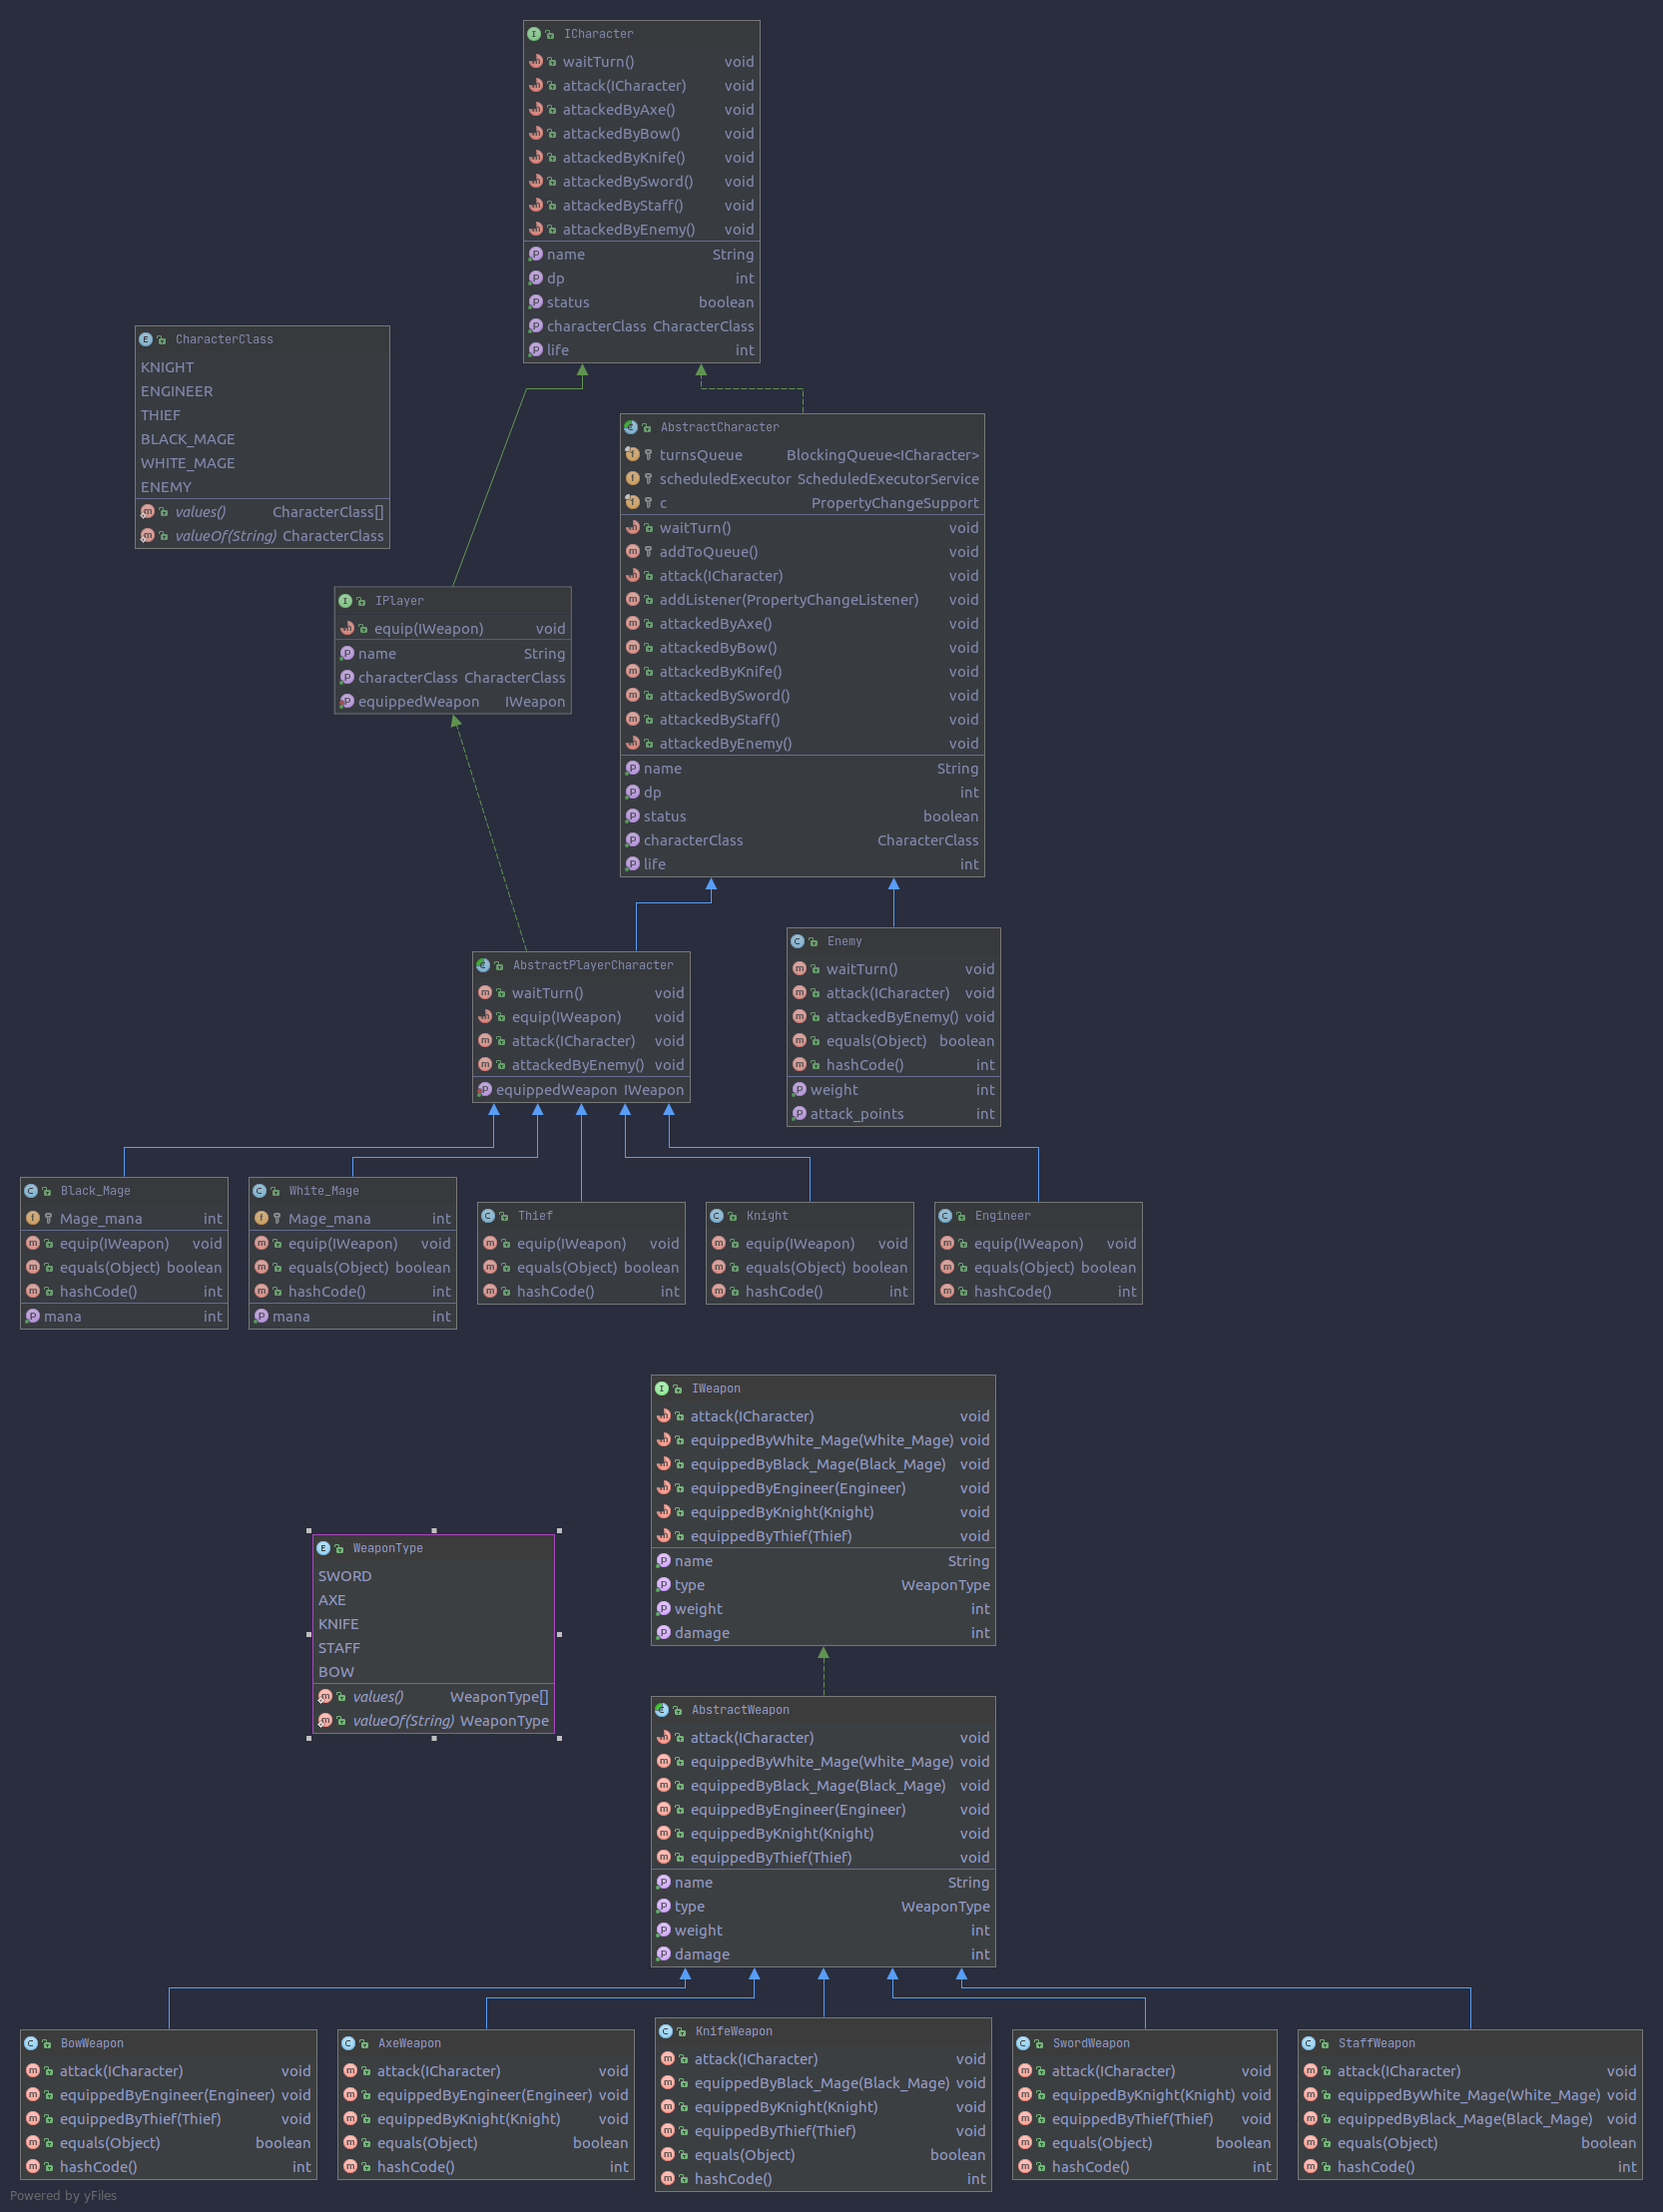 ICharacter
waitTurn() void
attack(ICharacter) void
attackedByAxe() void
attackedByBow() void
attackedByKnife() void
attackedBySword() void
attackedByStaff() void
attackedByEnemy() void
name String
dp int
status boolean
characterClass CharacterClass
life int
CharacterClass
KNIGHT
ENGINEER
THIEF
BLACK_MAGE
WHITE_MAGE
ENEMY
values() CharacterClass[]
valueOf(String) CharacterClass
AbstractCharacter
turnsQueue BlockingQueue<ICharacter>
scheduledExecutor ScheduledExecutorService
c PropertyChangeSupport
waitTurn() void
addToQueue() void
attack(ICharacter) void
addListener(PropertyChangeListener) void
attackedByAxe() void
attackedByBow() void
attackedByKnife() void
attackedBySword() void
attackedByStaff() void
attackedByEnemy() void
name String
dp int
status boolean
characterClass CharacterClass
life int
IPlayer
equip(IWeapon) void
name String
characterClass CharacterClass
equippedWeapon IWeapon
AbstractPlayerCharacter
waitTurn() void
equip(IWeapon) void
attack(ICharacter) void
attackedByEnemy() void
equippedWeapon IWeapon
Enemy
waitTurn() void
attack(ICharacter) void
attackedByEnemy() void
equals(Object) boolean
hashCode() int
weight int
attack_points int
Black_Mage
Mage_mana int
equip(IWeapon) void
equals(Object) boolean
hashCode() int
mana int
White_Mage
Mage_mana int
equip(IWeapon) void
equals(Object) boolean
hashCode() int
mana int
Thief
equip(IWeapon) void
equals(Object) boolean
hashCode() int
Knight
equip(IWeapon) void
equals(Object) boolean
hashCode() int
Engineer
equip(IWeapon) void
equals(Object) boolean
hashCode() int
IWeapon
attack(ICharacter) void
equippedByWhite_Mage(White_Mage) void
equippedByBlack_Mage(Black_Mage) void
equippedByEngineer(Engineer) void
equippedByKnight(Knight) void
equippedByThief(Thief) void
name String
type WeaponType
weight int
damage int
WeaponType
SWORD
AXE
KNIFE
STAFF
BOW
values() WeaponType[]
valueOf(String) WeaponType
AbstractWeapon
attack(ICharacter) void
equippedByWhite_Mage(White_Mage) void
equippedByBlack_Mage(Black_Mage) void
equippedByEngineer(Engineer) void
equippedByKnight(Knight) void
equippedByThief(Thief) void
name String
type WeaponType
weight int
damage int
BowWeapon
attack(ICharacter) void
equippedByEngineer(Engineer) void
equippedByThief(Thief) void
equals(Object) boolean
hashCode() int
AxeWeapon
attack(ICharacter) void
equippedByEngineer(Engineer) void
equippedByKnight(Knight) void
equals(Object) boolean
hashCode() int
KnifeWeapon
attack(ICharacter) void
equippedByBlack_Mage(Black_Mage) void
equippedByKnight(Knight) void
equippedByThief(Thief) void
equals(Object) boolean
hashCode() int
SwordWeapon
attack(ICharacter) void
equippedByKnight(Knight) void
equippedByThief(Thief) void
equals(Object) boolean
hashCode() int
StaffWeapon
attack(ICharacter) void
equippedByWhite_Mage(White_Mage) void
equippedByBlack_Mage(Black_Mage) void
equals(Object) boolean
hashCode() int
Powered by yFiles